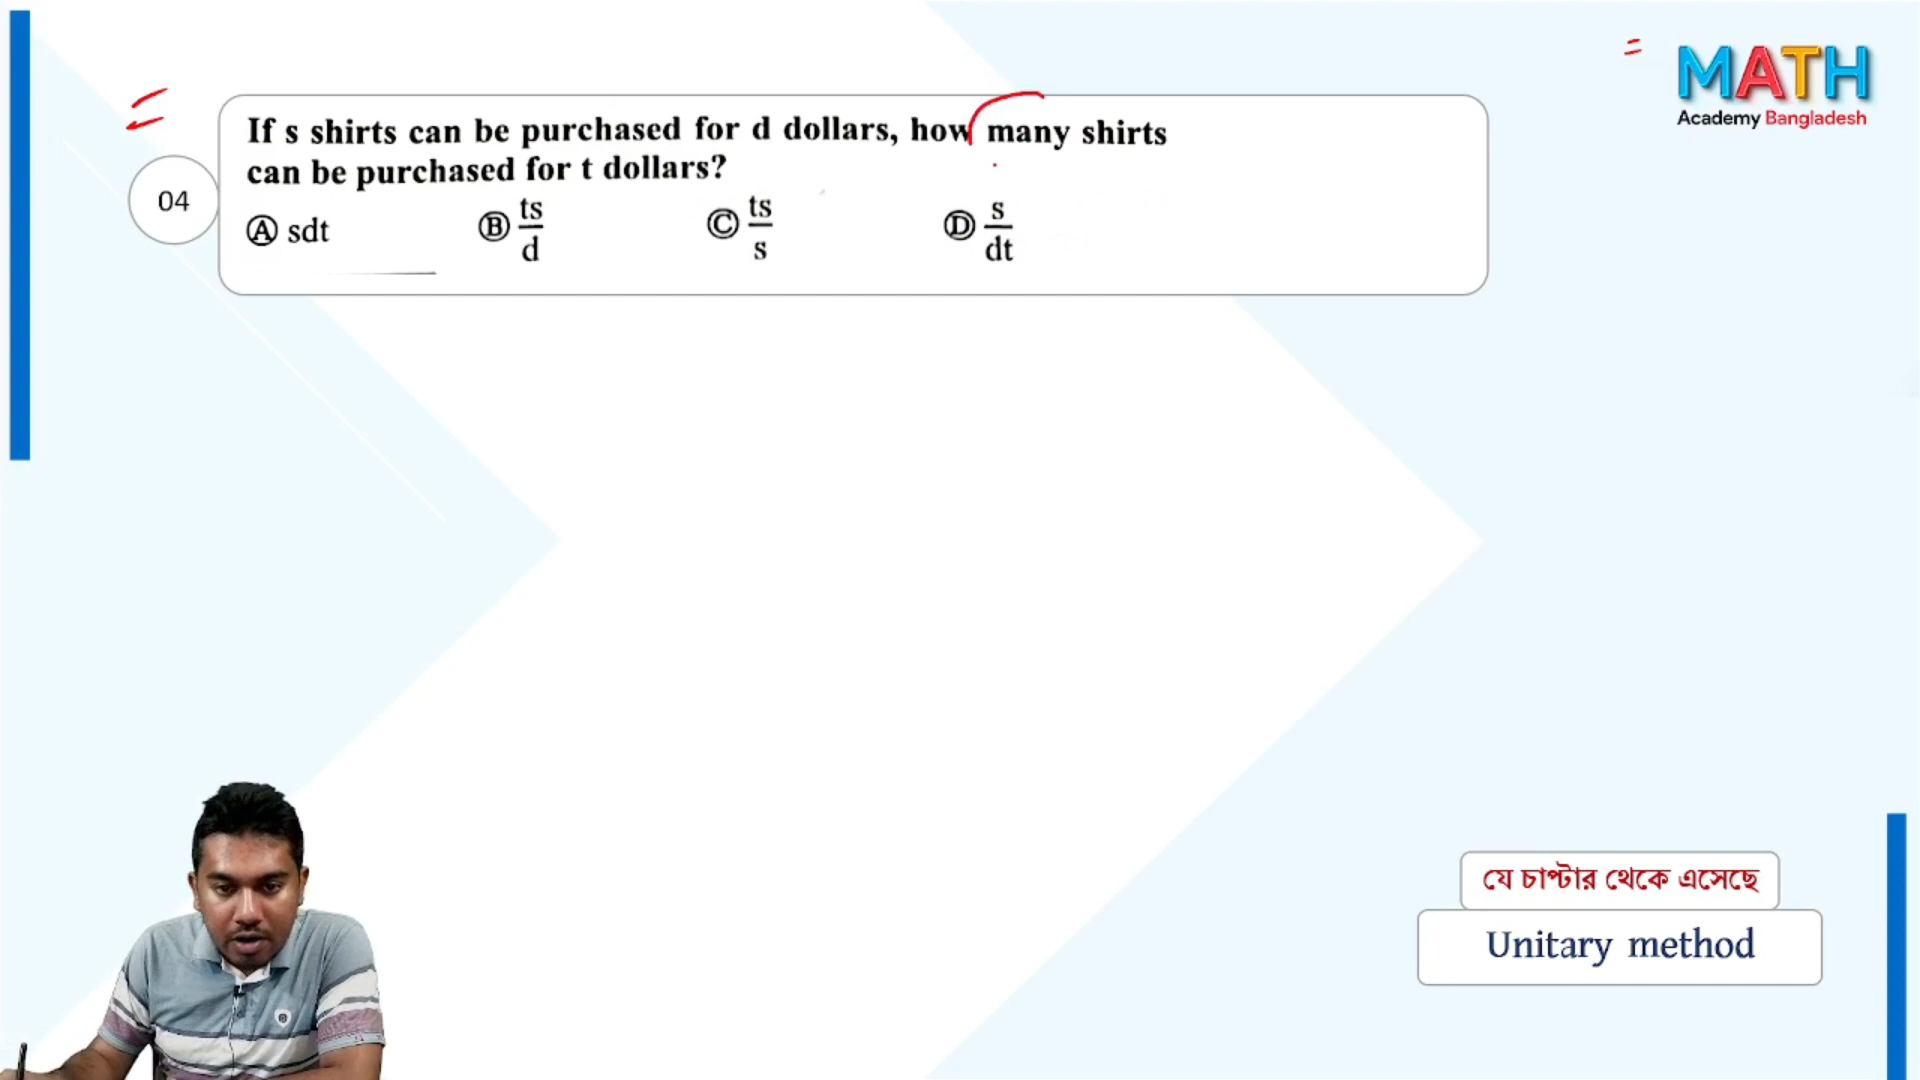 MATH
Academy Bangladesh
04
If s shirts can be purchased for d dollars, how many shirts
can be purchased for t dollars?
Ⓐ sdt Ⓑ ts/d Ⓒ ts/s Ⓓ s/dt
যে চাপ্টার থেকে এসেছে
Unitary method